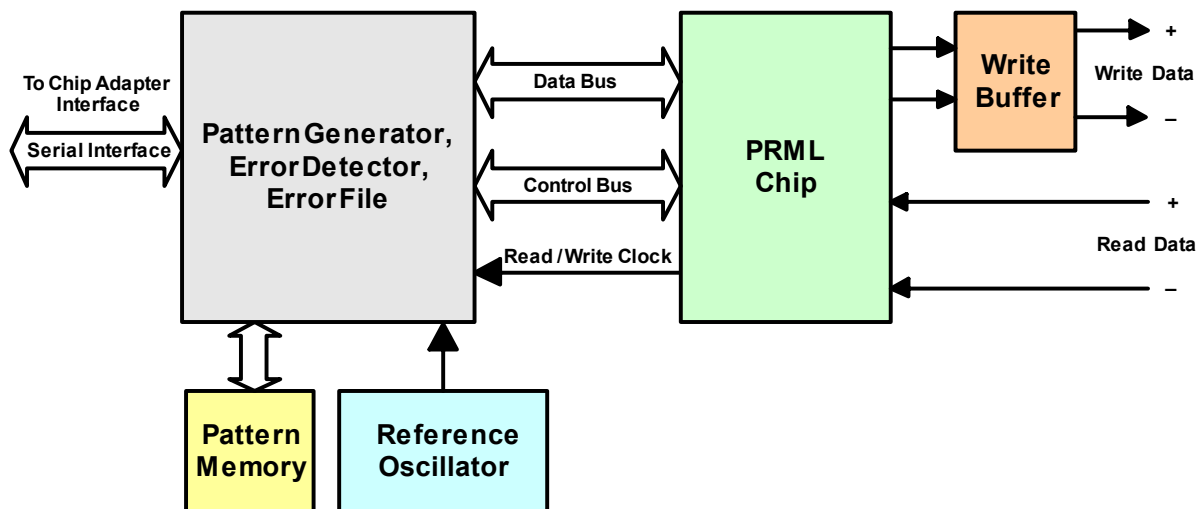 To Chip Adapter
Interface
Serial Interface
Pattern Generator,
Error Detector,
Error File
Data Bus
Control Bus
Read / Write Clock
PRML
Chip
Write
Buffer
+
Write Data
–
+
Read Data
–
Pattern
Memory
Reference
Oscillator